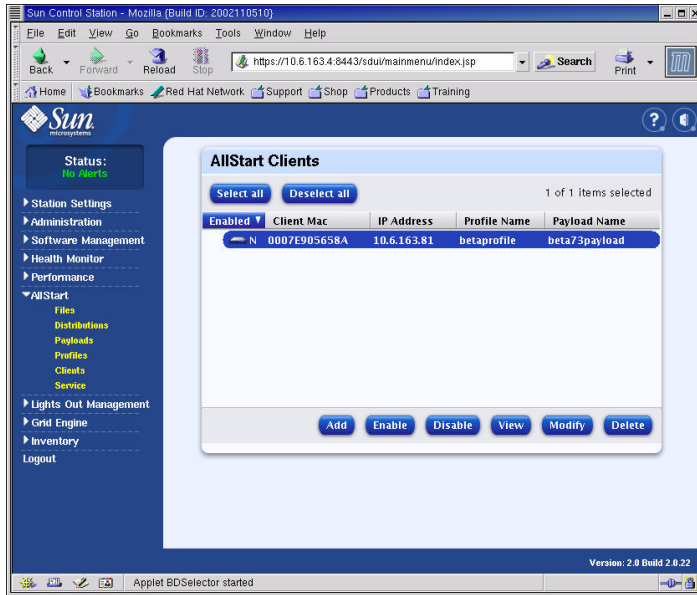 Sun Control Station - Mozilla {Build ID: 2002110510}
File Edit View Go Bookmarks Tools Window Help
Back Forward Reload Stop https://10.6.163.4:8443/sdui/mainmenu/index.jsp Search Print
Home Bookmarks Red Hat Network Support Shop Products Training
Sun
microsystems
?
Status:
No Alerts
Station Settings
Administration
Software Management
Health Monitor
Performance
AllStart
Files
Distributions
Payloads
Profiles
Clients
Service
Lights Out Management
Grid Engine
Inventory
Logout
AllStart Clients
Select all Deselect all 1 of 1 items selected
Enabled Client Mac IP Address Profile Name Payload Name
N 0007E905658A 10.6.163.81 betaprofile beta73payload
Add Enable Disable View Modify Delete
Version: 2.0 Build 2.0.22
Applet BDSelector started